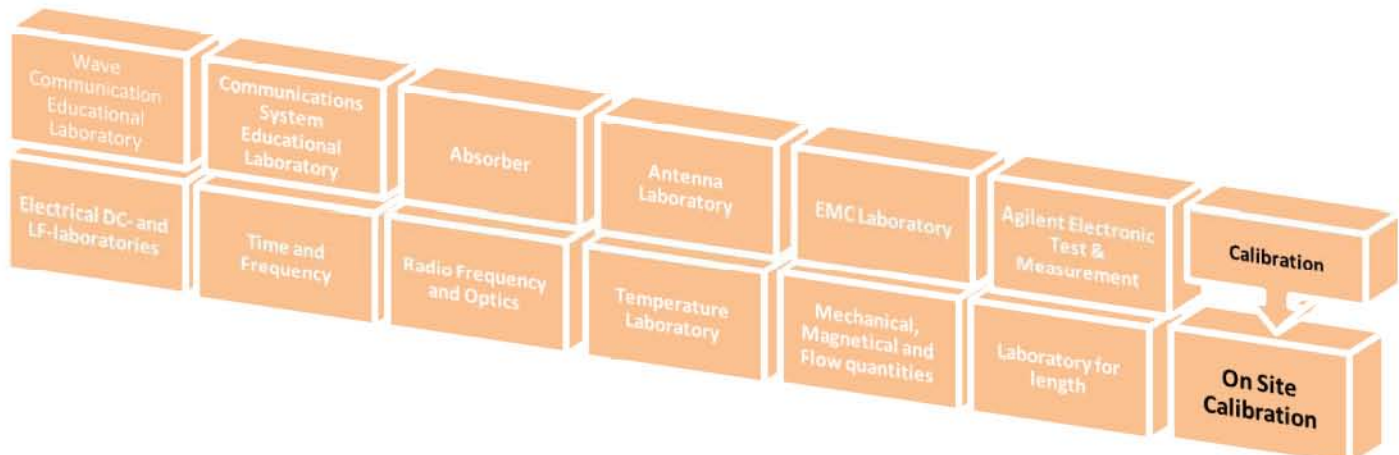 Wave
Communication
Educational
Laboratory
Communications
System
Educational
Laboratory
Absorber
Antenna
Laboratory
EMC Laboratory
Agilent Electronic
Test &
Measurement
Calibration
Electrical DC- and
LF-laboratories
Time and
Frequency
Radio Frequency
and Optics
Temperature
Laboratory
Mechanical,
Magnetical and
Flow quantities
Laboratory for
length
On Site
Calibration